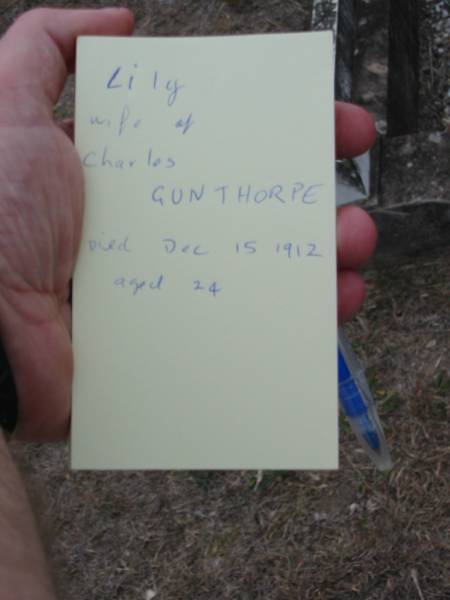 Lily
wife of
Charles
GUNTHORPE
Died Dec 15 1912
aged 24